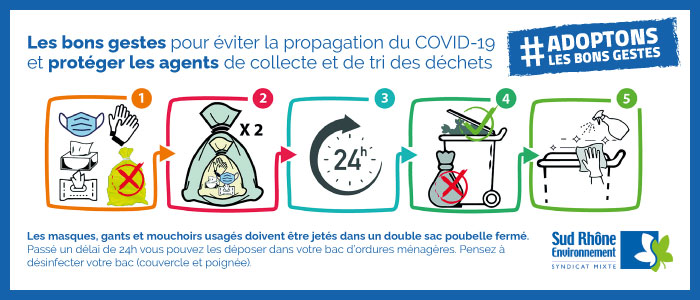 Les bons gestes pour éviter la propagation du COVID-19
et protéger les agents de collecte et de tri des déchets
#ADOPTONS
LES BONS GESTES
1
2
3
4
5
X 2
24h
Les masques, gants et mouchoirs usagés doivent être jetés dans un double sac poubelle fermé.
Passé un délai de 24h vous pouvez les déposer dans votre bac d'ordures ménagères. Pensez à
désinfecter votre bac (couvercle et poignée).
Sud Rhône
Environnement
SYNDICAT MIXTE